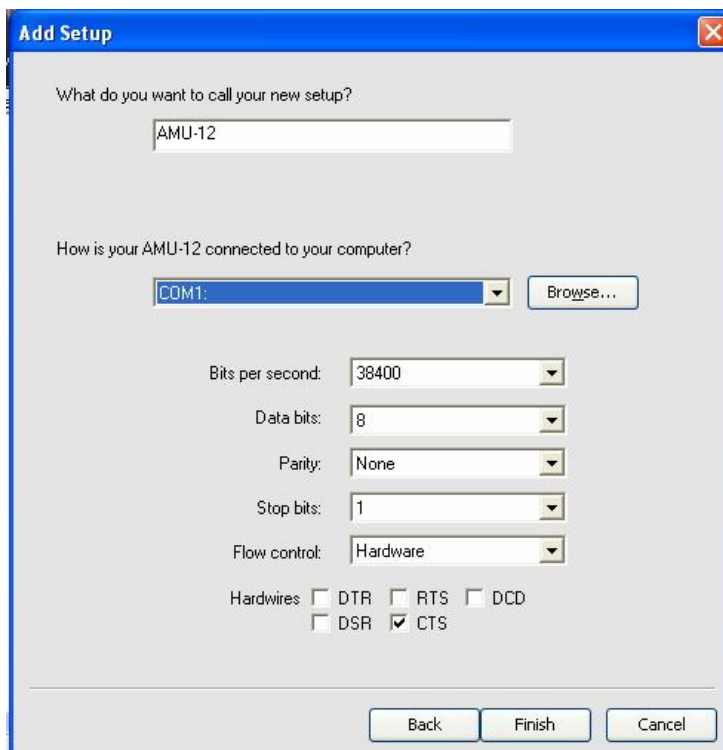 Add Setup
What do you want to call your new setup?
AMU-12
How is your AMU-12 connected to your computer?
COM1: Browse...
Bits per second: 38400
Data bits: 8
Parity: None
Stop bits: 1
Flow control: Hardware
Hardwires DTR RTS DCD
DSR CTS
Back Finish Cancel